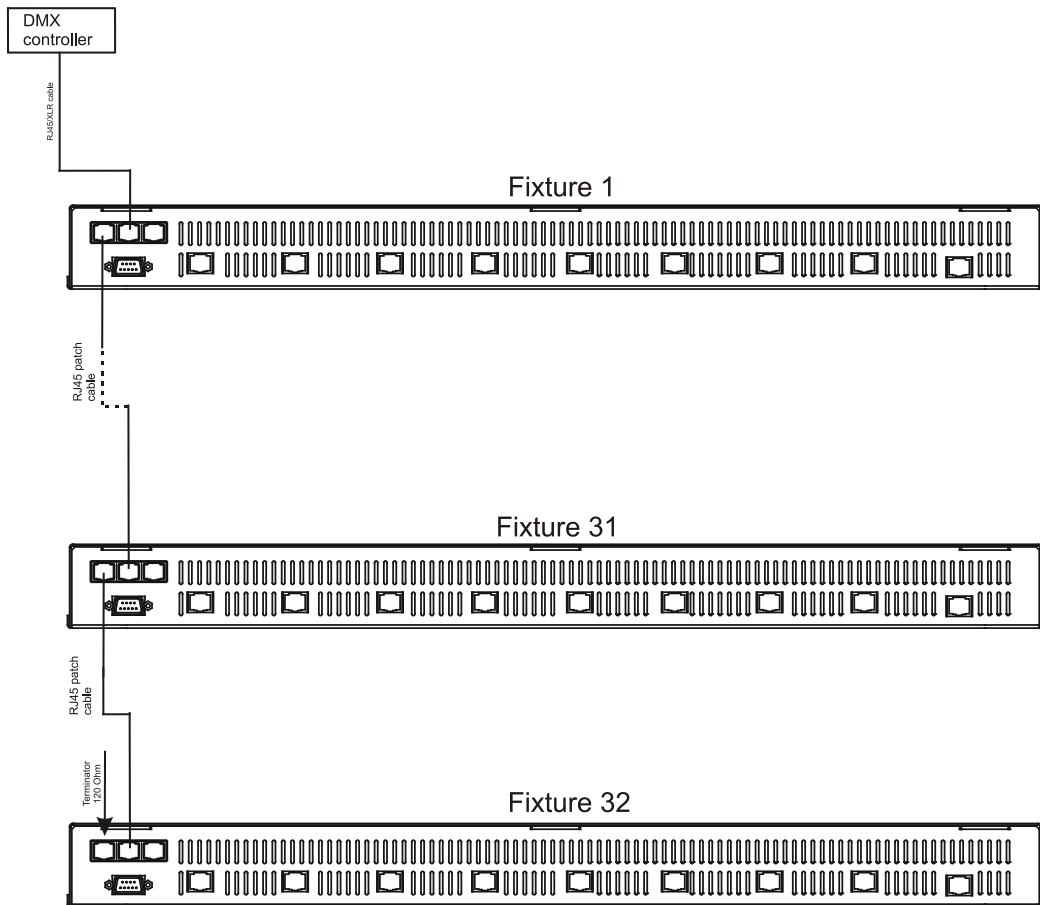 DMX
controller
RJ45/XLR cable
Fixture 1
RJ45 patch
cable
Fixture 31
RJ45 patch
cable
Terminator
120 Ohm
Fixture 32